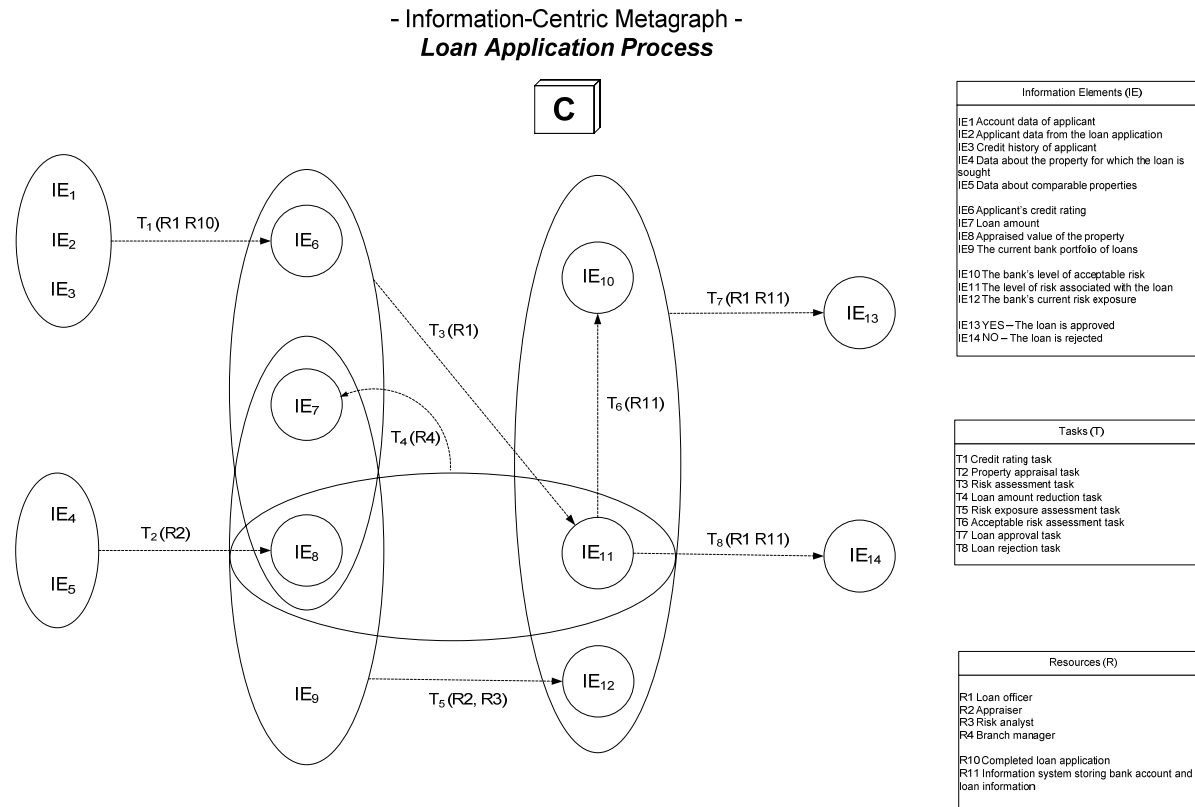 - Information-Centric Metagraph -
Loan Application Process
C
IE1
IE2
IE3
T1 (R1 R10)
IE6
IE7
T4 (R4)
T3 (R1)
IE10
T6 (R11)
T7 (R1 R11)
IE13
IE4
IE5
T2 (R2)
IE8
IE11
T8 (R1 R11)
IE14
IE9
T5 (R2, R3)
IE12
Information Elements (IE)
IE1 Account data of applicant
IE2 Applicant data from the loan application
IE3 Credit history of applicant
IE4 Data about the property for which the loan is
sought
IE5 Data about comparable properties
IE6 Applicant's credit rating
IE7 Loan amount
IE8 Appraised value of the property
IE9 The current bank portfolio of loans
IE10 The bank's level of acceptable risk
IE11 The level of risk associated with the loan
IE12 The bank's current risk exposure
IE13 YES – The loan is approved
IE14 NO – The loan is rejected
Tasks (T)
T1 Credit rating task
T2 Property appraisal task
T3 Risk assessment task
T4 Loan amount reduction task
T5 Risk exposure assessment task
T6 Acceptable risk assessment task
T7 Loan approval task
T8 Loan rejection task
Resources (R)
R1 Loan officer
R2 Appraiser
R3 Risk analyst
R4 Branch manager
R10 Completed loan application
R11 Information system storing bank account and
loan information